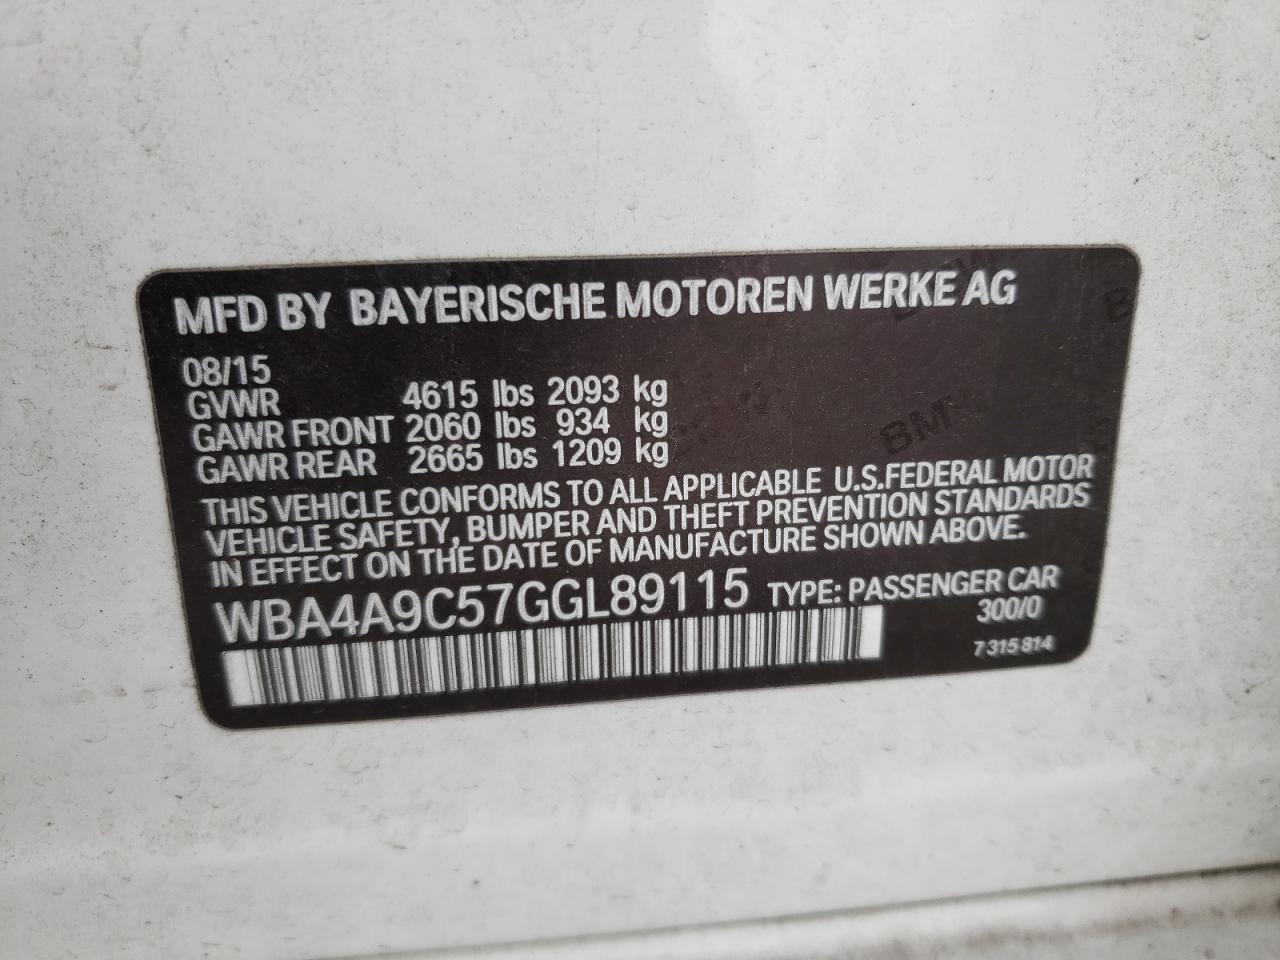 MFD BY BAYERISCHE MOTOREN WERKE AG
08/15
GVWR 4615 lbs 2093 kg
GAWR FRONT 2060 lbs 934 kg
GAWR REAR 2665 lbs 1209 kg
THIS VEHICLE CONFORMS TO ALL APPLICABLE U.S.FEDERAL MOTOR
VEHICLE SAFETY, BUMPER AND THEFT PREVENTION STANDARDS
IN EFFECT ON THE DATE OF MANUFACTURE SHOWN ABOVE.
WBA4A9C57GGL89115 TYPE: PASSENGER CAR
300/0
7 315 814
BMW